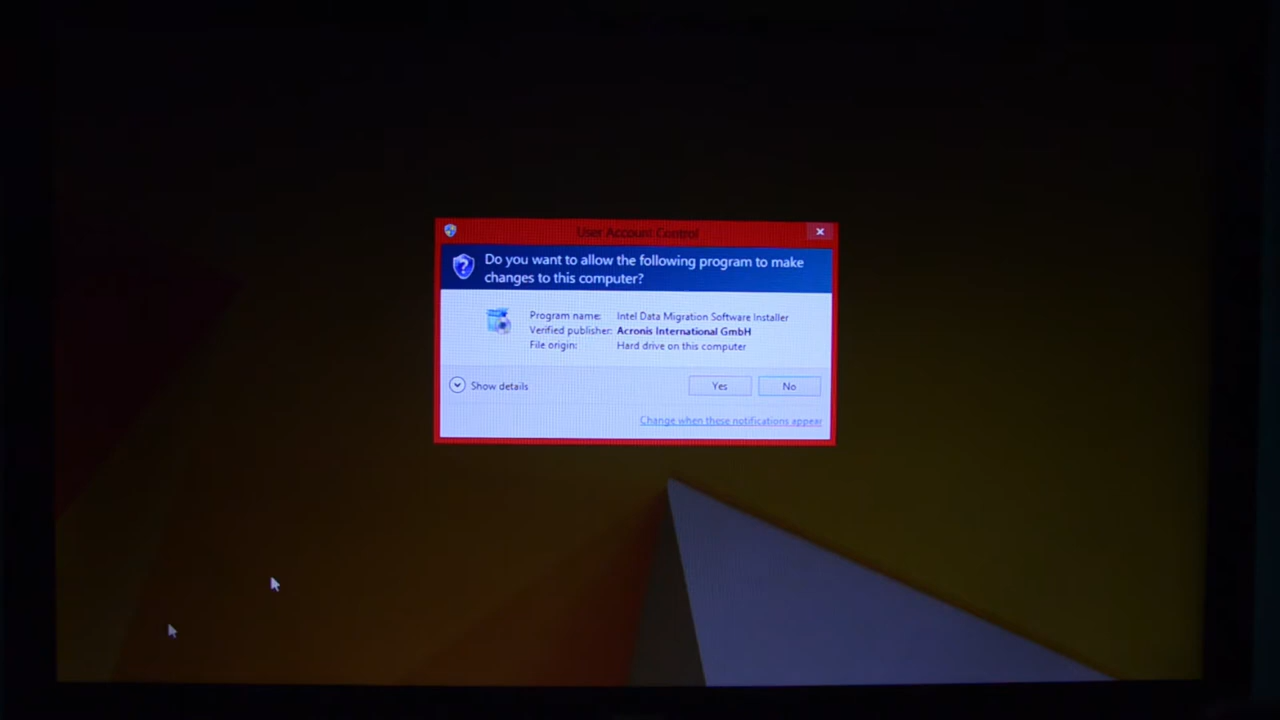 User Account Control
Do you want to allow the following program to make
changes to this computer?
Program name: Intel Data Migration Software Installer
Verified publisher: Acronis International GmbH
File origin: Hard drive on this computer
Show details
Yes
No
Change when these notifications appear